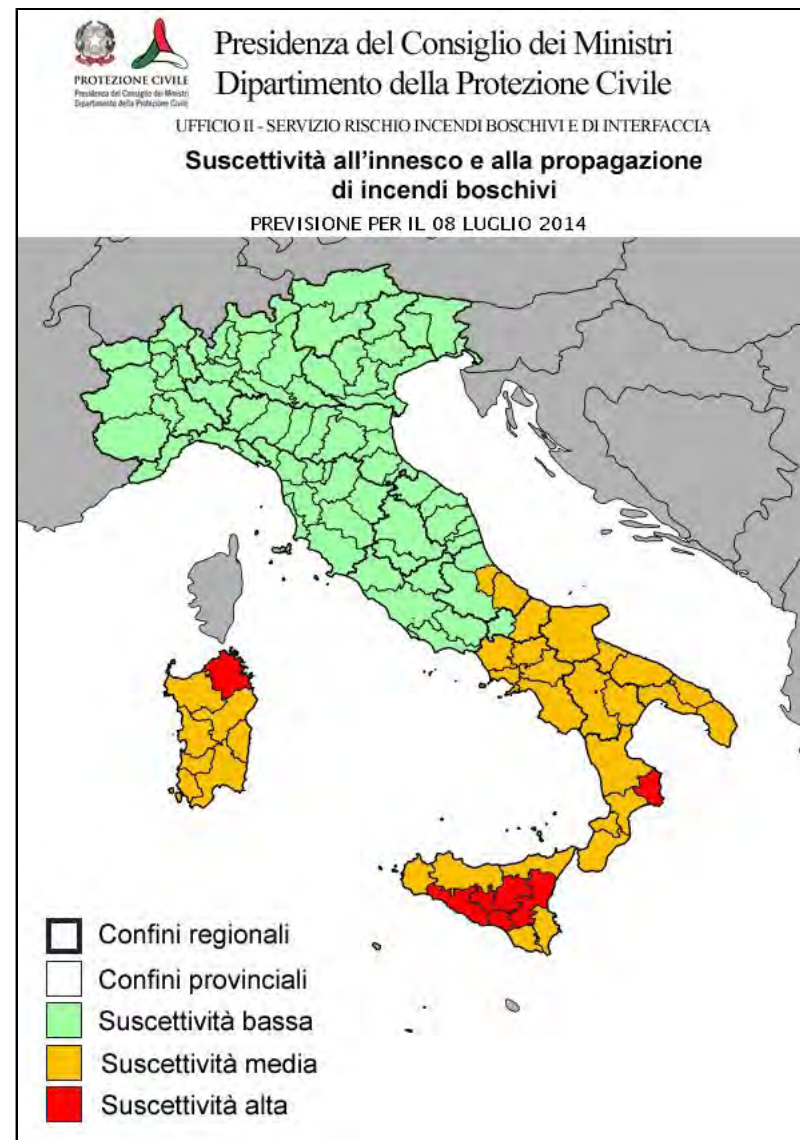 Presidenza del Consiglio dei Ministri
Dipartimento della Protezione Civile
PROTEZIONE CIVILE
Presidenza del Consiglio dei Ministri
Dipartimento della Protezione Civile
UFFICIO II - SERVIZIO RISCHIO INCENDI BOSCHIVI E DI INTERFACCIA
Suscettività all'innesco e alla propagazione
di incendi boschivi
PREVISIONE PER IL 08 LUGLIO 2014
Confini regionali
Confini provinciali
Suscettività bassa
Suscettività media
Suscettività alta